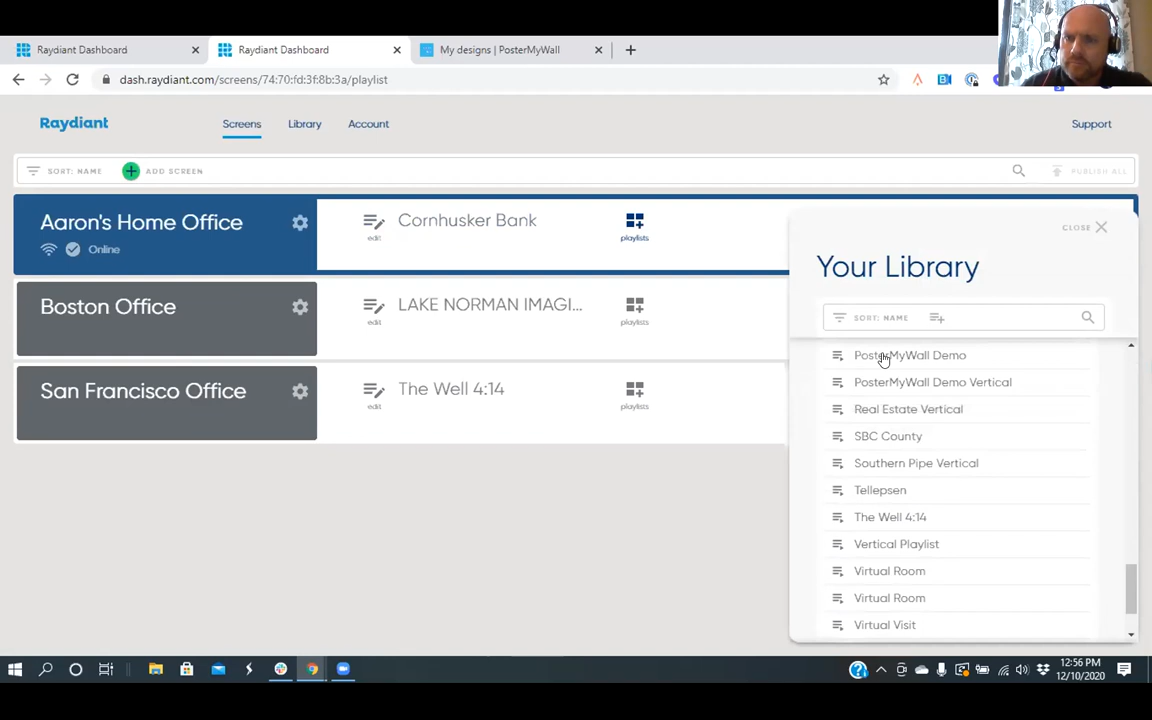 Raydiant Dashboard
Raydiant Dashboard
My designs | PosterMyWall
dash.raydiant.com/screens/74:70:fd:3f:8b:3a/playlist
Raydiant
Screens
Library
Account
Support
SORT: NAME
ADD SCREEN
PUBLISH ALL
Aaron's Home Office
Online
edit
Cornhusker Bank
playlists
Boston Office
edit
LAKE NORMAN IMAGI...
playlists
San Francisco Office
edit
The Well 4:14
playlists
CLOSE
Your Library
SORT: NAME
PosterMyWall Demo
PosterMyWall Demo Vertical
Real Estate Vertical
SBC County
Southern Pipe Vertical
Tellepsen
The Well 4:14
Vertical Playlist
Virtual Room
Virtual Room
Virtual Visit
12:56 PM
12/10/2020